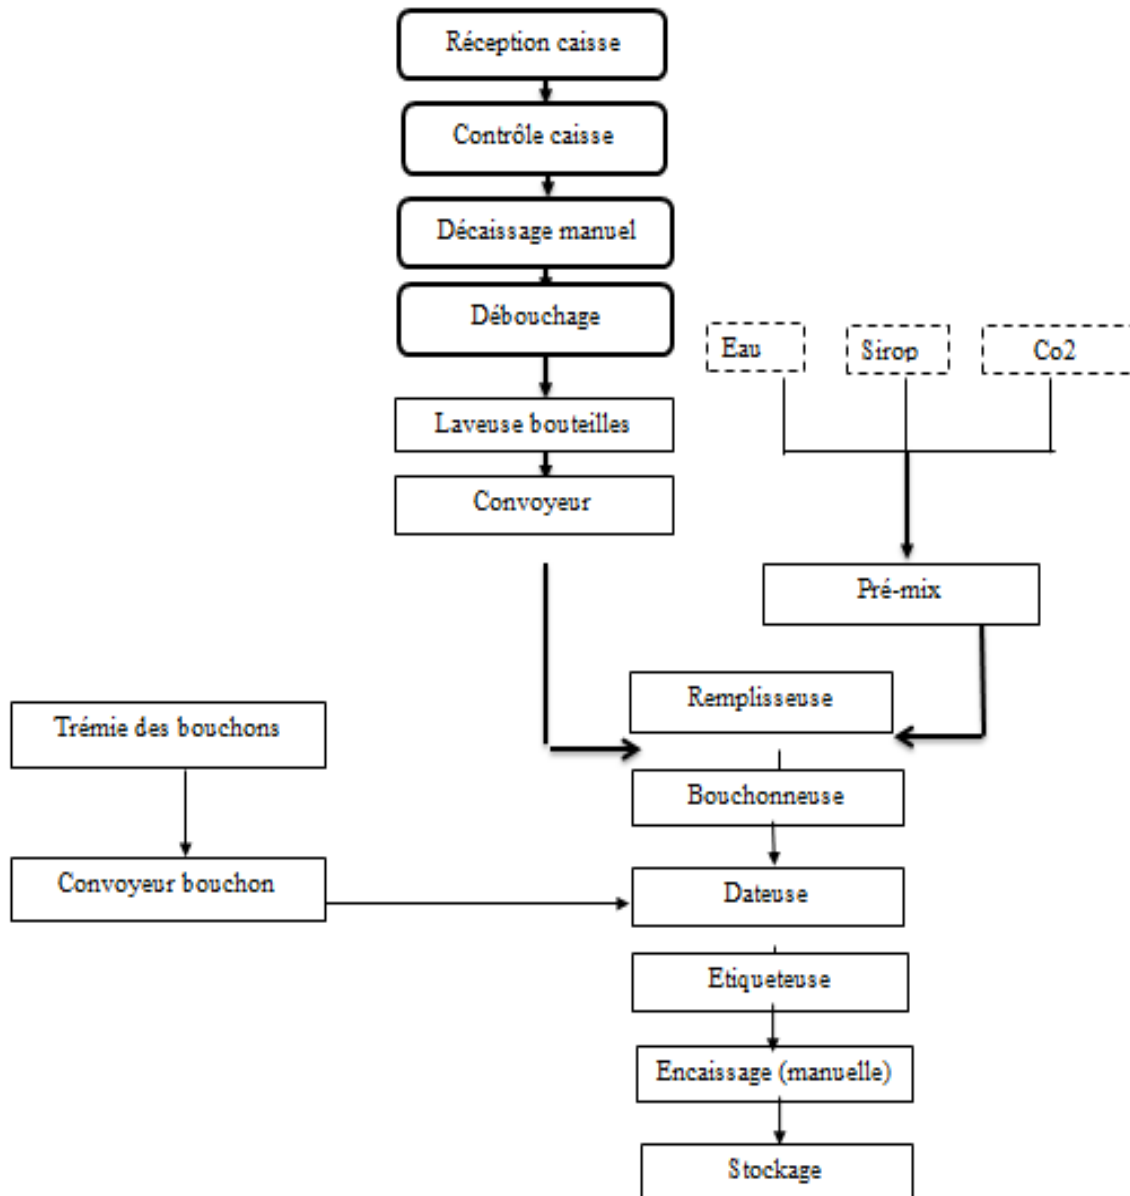 Réception caisse
Contrôle caisse
Décaissage manuel
Débouchage
Eau
Sirop
Co2
Laveuse bouteilles
Convoyeur
Pré-mix
Remplisseuse
Trémie des bouchons
Bouchonneuse
Convoyeur bouchon
Dateuse
Etiqueteuse
Encaissage (manuelle)
Stockage